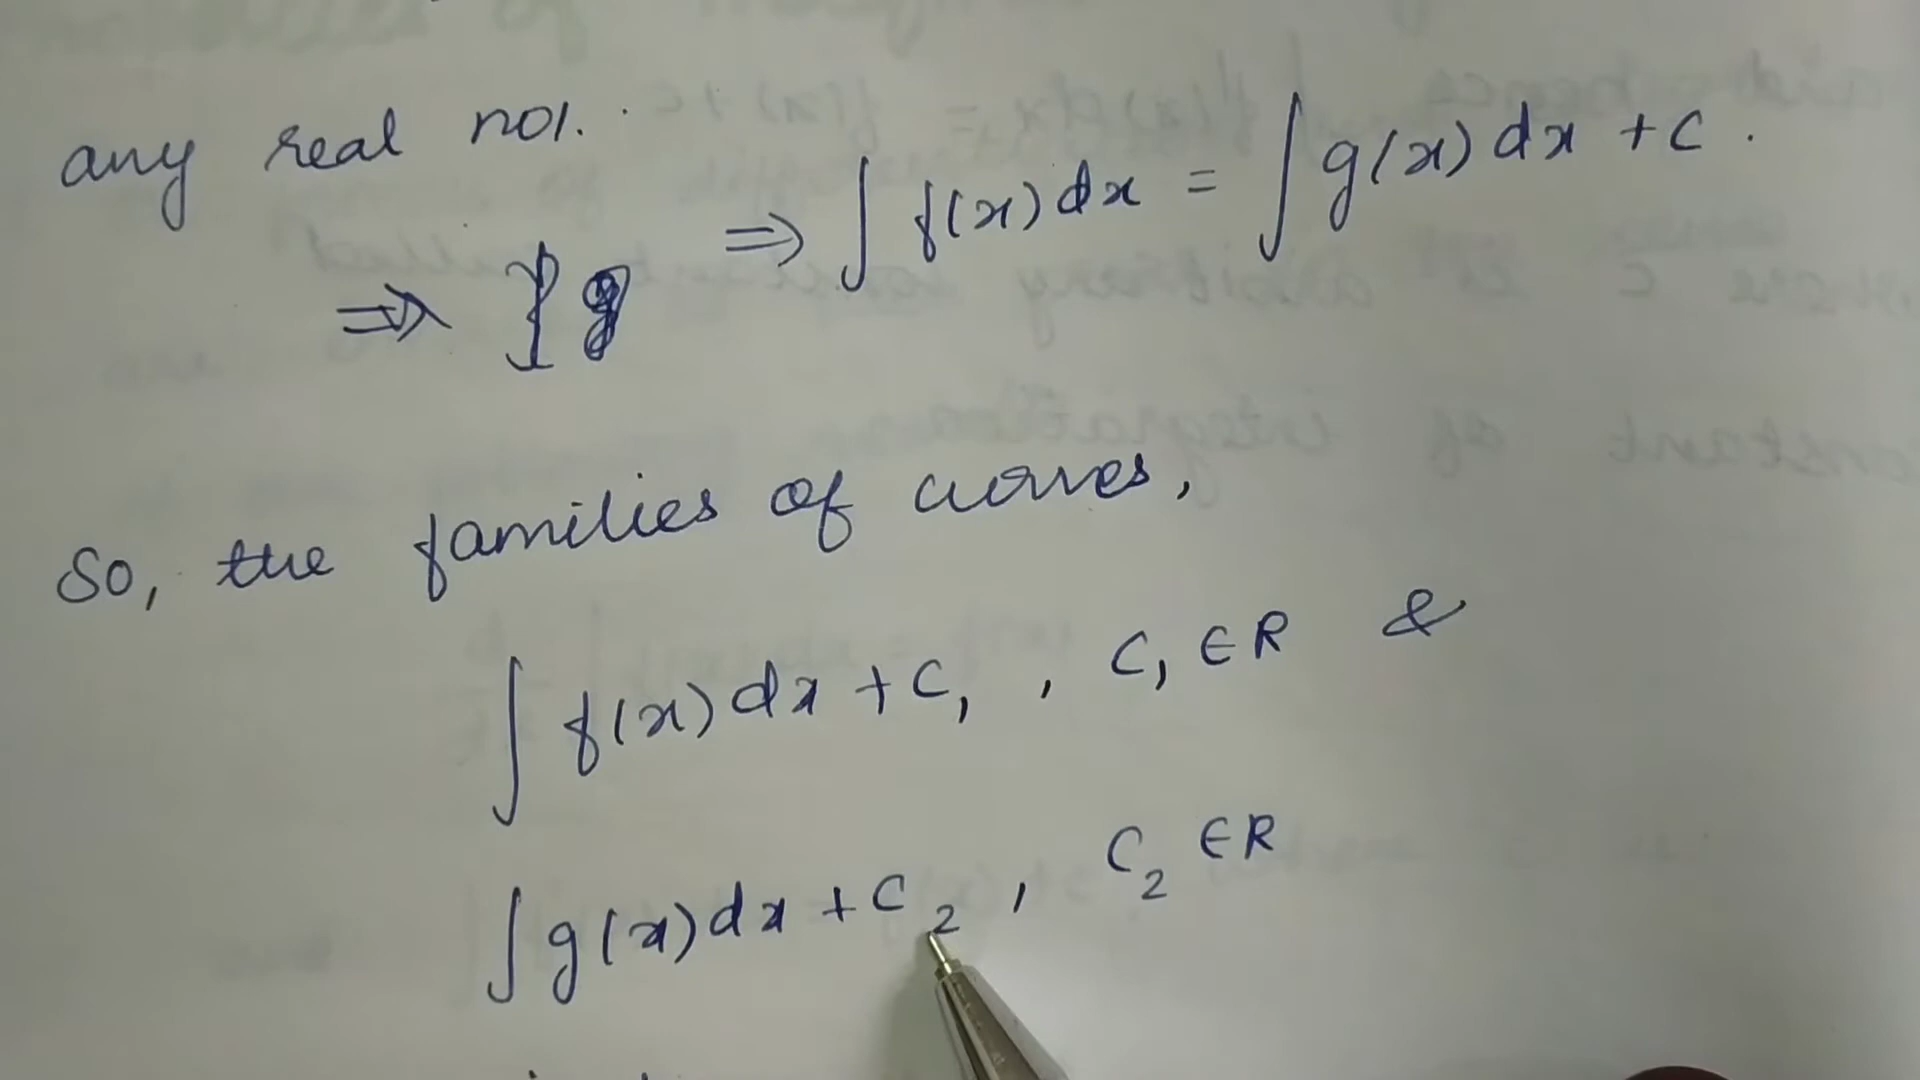 any real no!.
⇒ ∫ f(x) dx = ∫ g(x) dx + C .
⇒
So, the families of curves,
∫ f(x) dx + C₁ , C₁ ∈ R &
∫ g(x) dx + C₂ , C₂ ∈ R